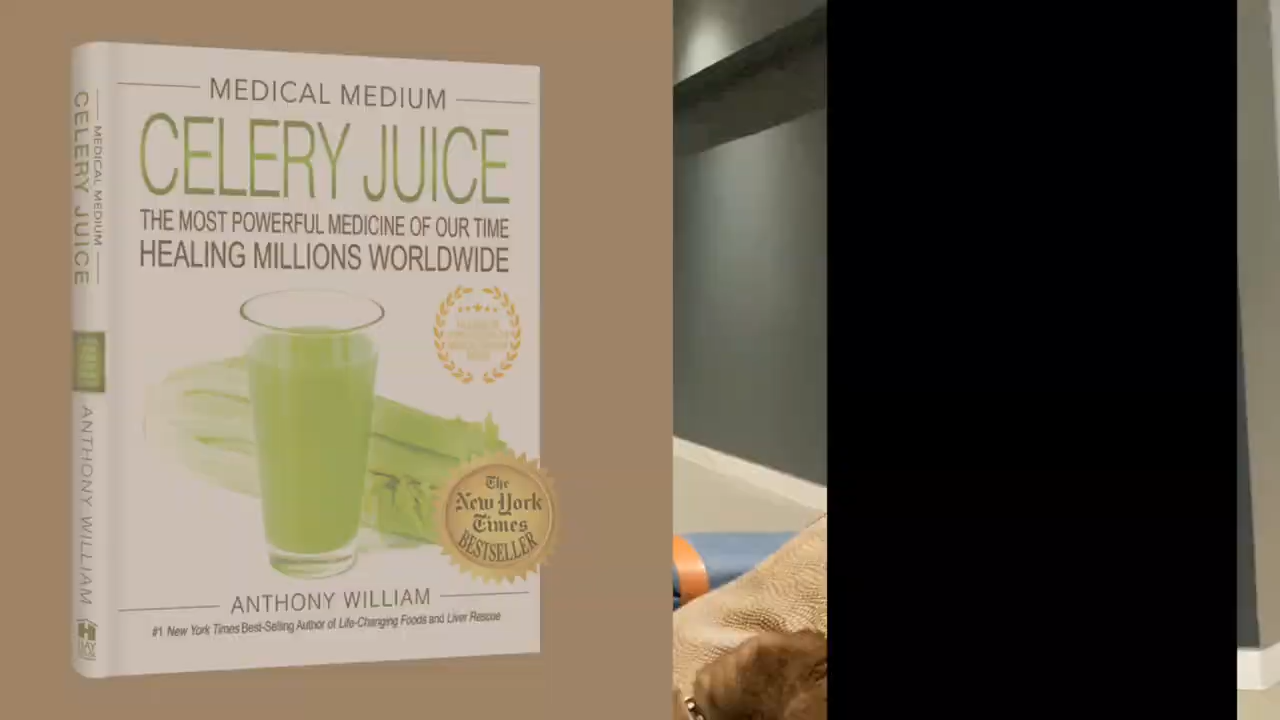 MEDICAL MEDIUM
CELERY JUICE
THE MOST POWERFUL MEDICINE OF OUR TIME
HEALING MILLIONS WORLDWIDE
The
New York
Times
BESTSELLER
ANTHONY WILLIAM
#1 New York Times Best-Selling Author of Life-Changing Foods and Liver Rescue
MEDICAL MEDIUM
CELERY JUICE
ANTHONY WILLIAM
HAY